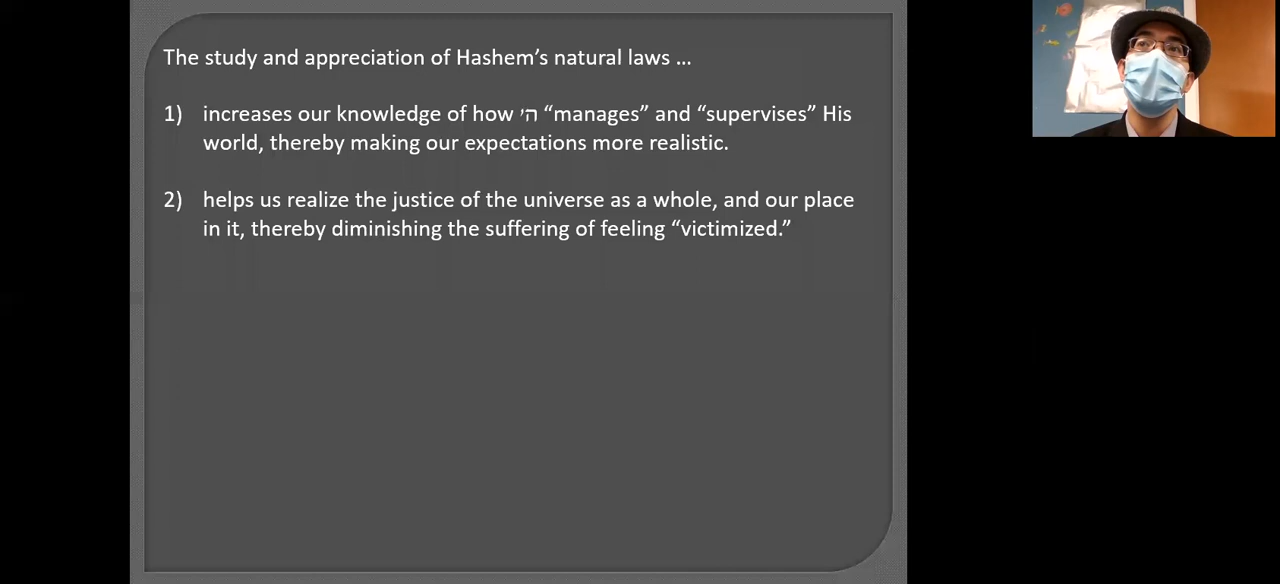 The study and appreciation of Hashem’s natural laws ...
1) increases our knowledge of how ה׳ “manages” and “supervises” His
world, thereby making our expectations more realistic.
2) helps us realize the justice of the universe as a whole, and our place
in it, thereby diminishing the suffering of feeling “victimized.”